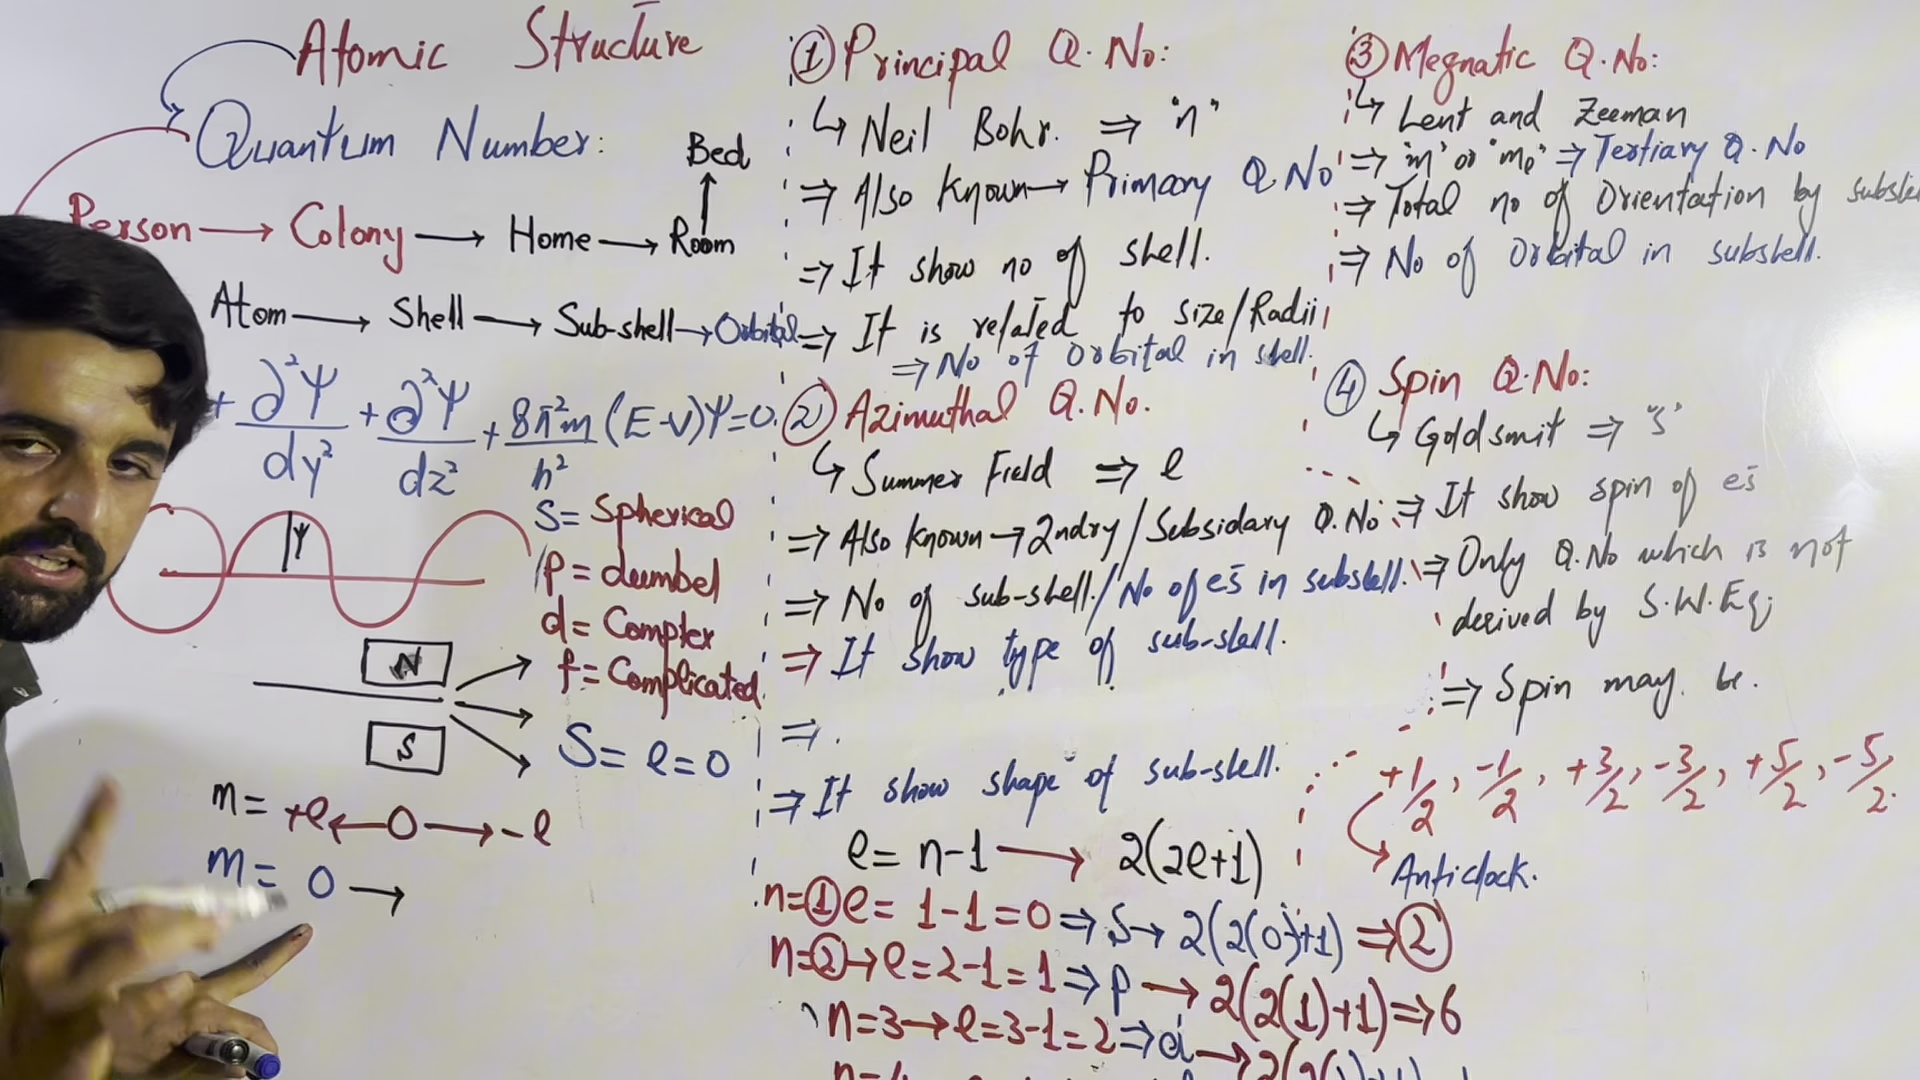 Atomic Structure
Quantum Number:
Bed
Person → Colony → Home → Room
Atom → Shell → Sub-shell → Orbital
+ ∂²Ψ/dy² + ∂²Ψ/dz² + 8π²m/h² (E-V)Ψ=0
Ψ
S= Spherical
p= dumbel
d= Complex
f= Complicated
N
S
S= l=0
m= +l ← 0 → -l
m= 0 →
① Principal Q.No:
↳ Neil Bohr. ⇒ "n"
⇒ Also Known → Primary Q.No
⇒ It show no of shell.
⇒ It is related to size/Radii
⇒ No of orbital in shell.
② Azimuthal Q.No.
↳ Summer Field ⇒ l
⇒ Also Known → 2ndry/Subsidary Q.No
⇒ No of sub-shell./No of es̄ in subshell.
⇒ It show type of sub-shell.
⇒ .
⇒ It show shape of sub-shell.
l= n-1 → 2(2l+1)
n=① l= 1-1=0 ⇒ S → 2(2(0)+1) ⇒ ②
n=② → l=2-1=1 ⇒ p → 2(2(1)+1) ⇒ 6
n=3 → l=3-1=2 ⇒ d →
③ Megnatic Q.No:
↳ Lent and Zeeman
⇒ "m" or ⇒ Tertiary Q.No
⇒ Total no of Orientation by
⇒ No of Orbital in subshell.
④ Spin Q.No:
↳ Goldsmit ⇒ "S"
⇒ It show spin of es̄
⇒ Only Q.No which is not
derived by S.W.Eq;
⇒ Spin may be.
+1/2, -1/2, +3/2, -3/2, +5/2, -5/2.
Anticlock.